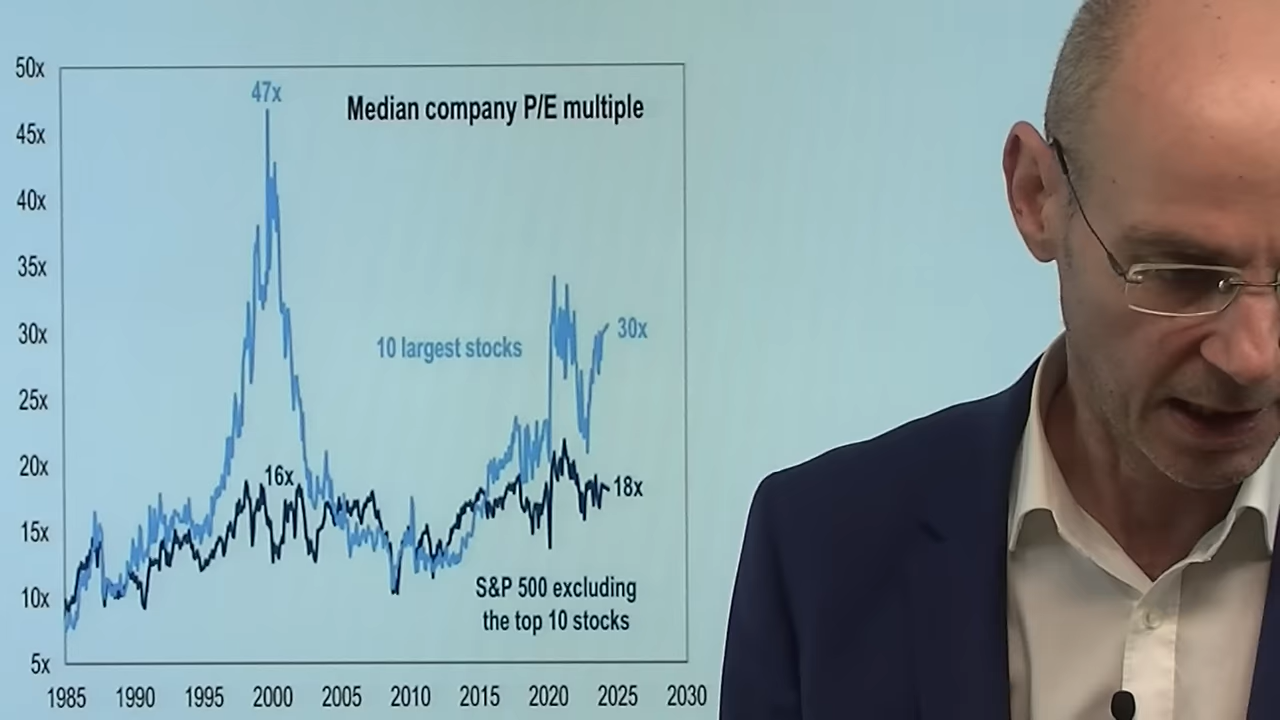 50x
47x
Median company P/E multiple
45x
40x
35x
30x
10 largest stocks
30x
25x
20x
16x
18x
15x
10x
S&P 500 excluding
the top 10 stocks
5x
1985 1990 1995 2000 2005 2010 2015 2020 2025 2030